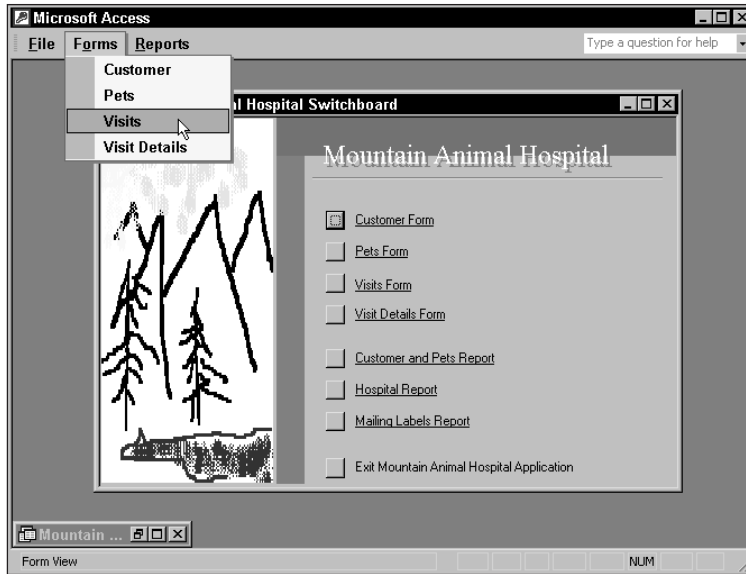 Microsoft Access
File Forms Reports Type a question for help
Customer
Pets
Visits
Visit Details
l Hospital Switchboard
Mountain Animal Hospital
Customer Form
Pets Form
Visits Form
Visit Details Form
Customer and Pets Report
Hospital Report
Mailing Labels Report
Exit Mountain Animal Hospital Application
Mountain ...
Form View NUM